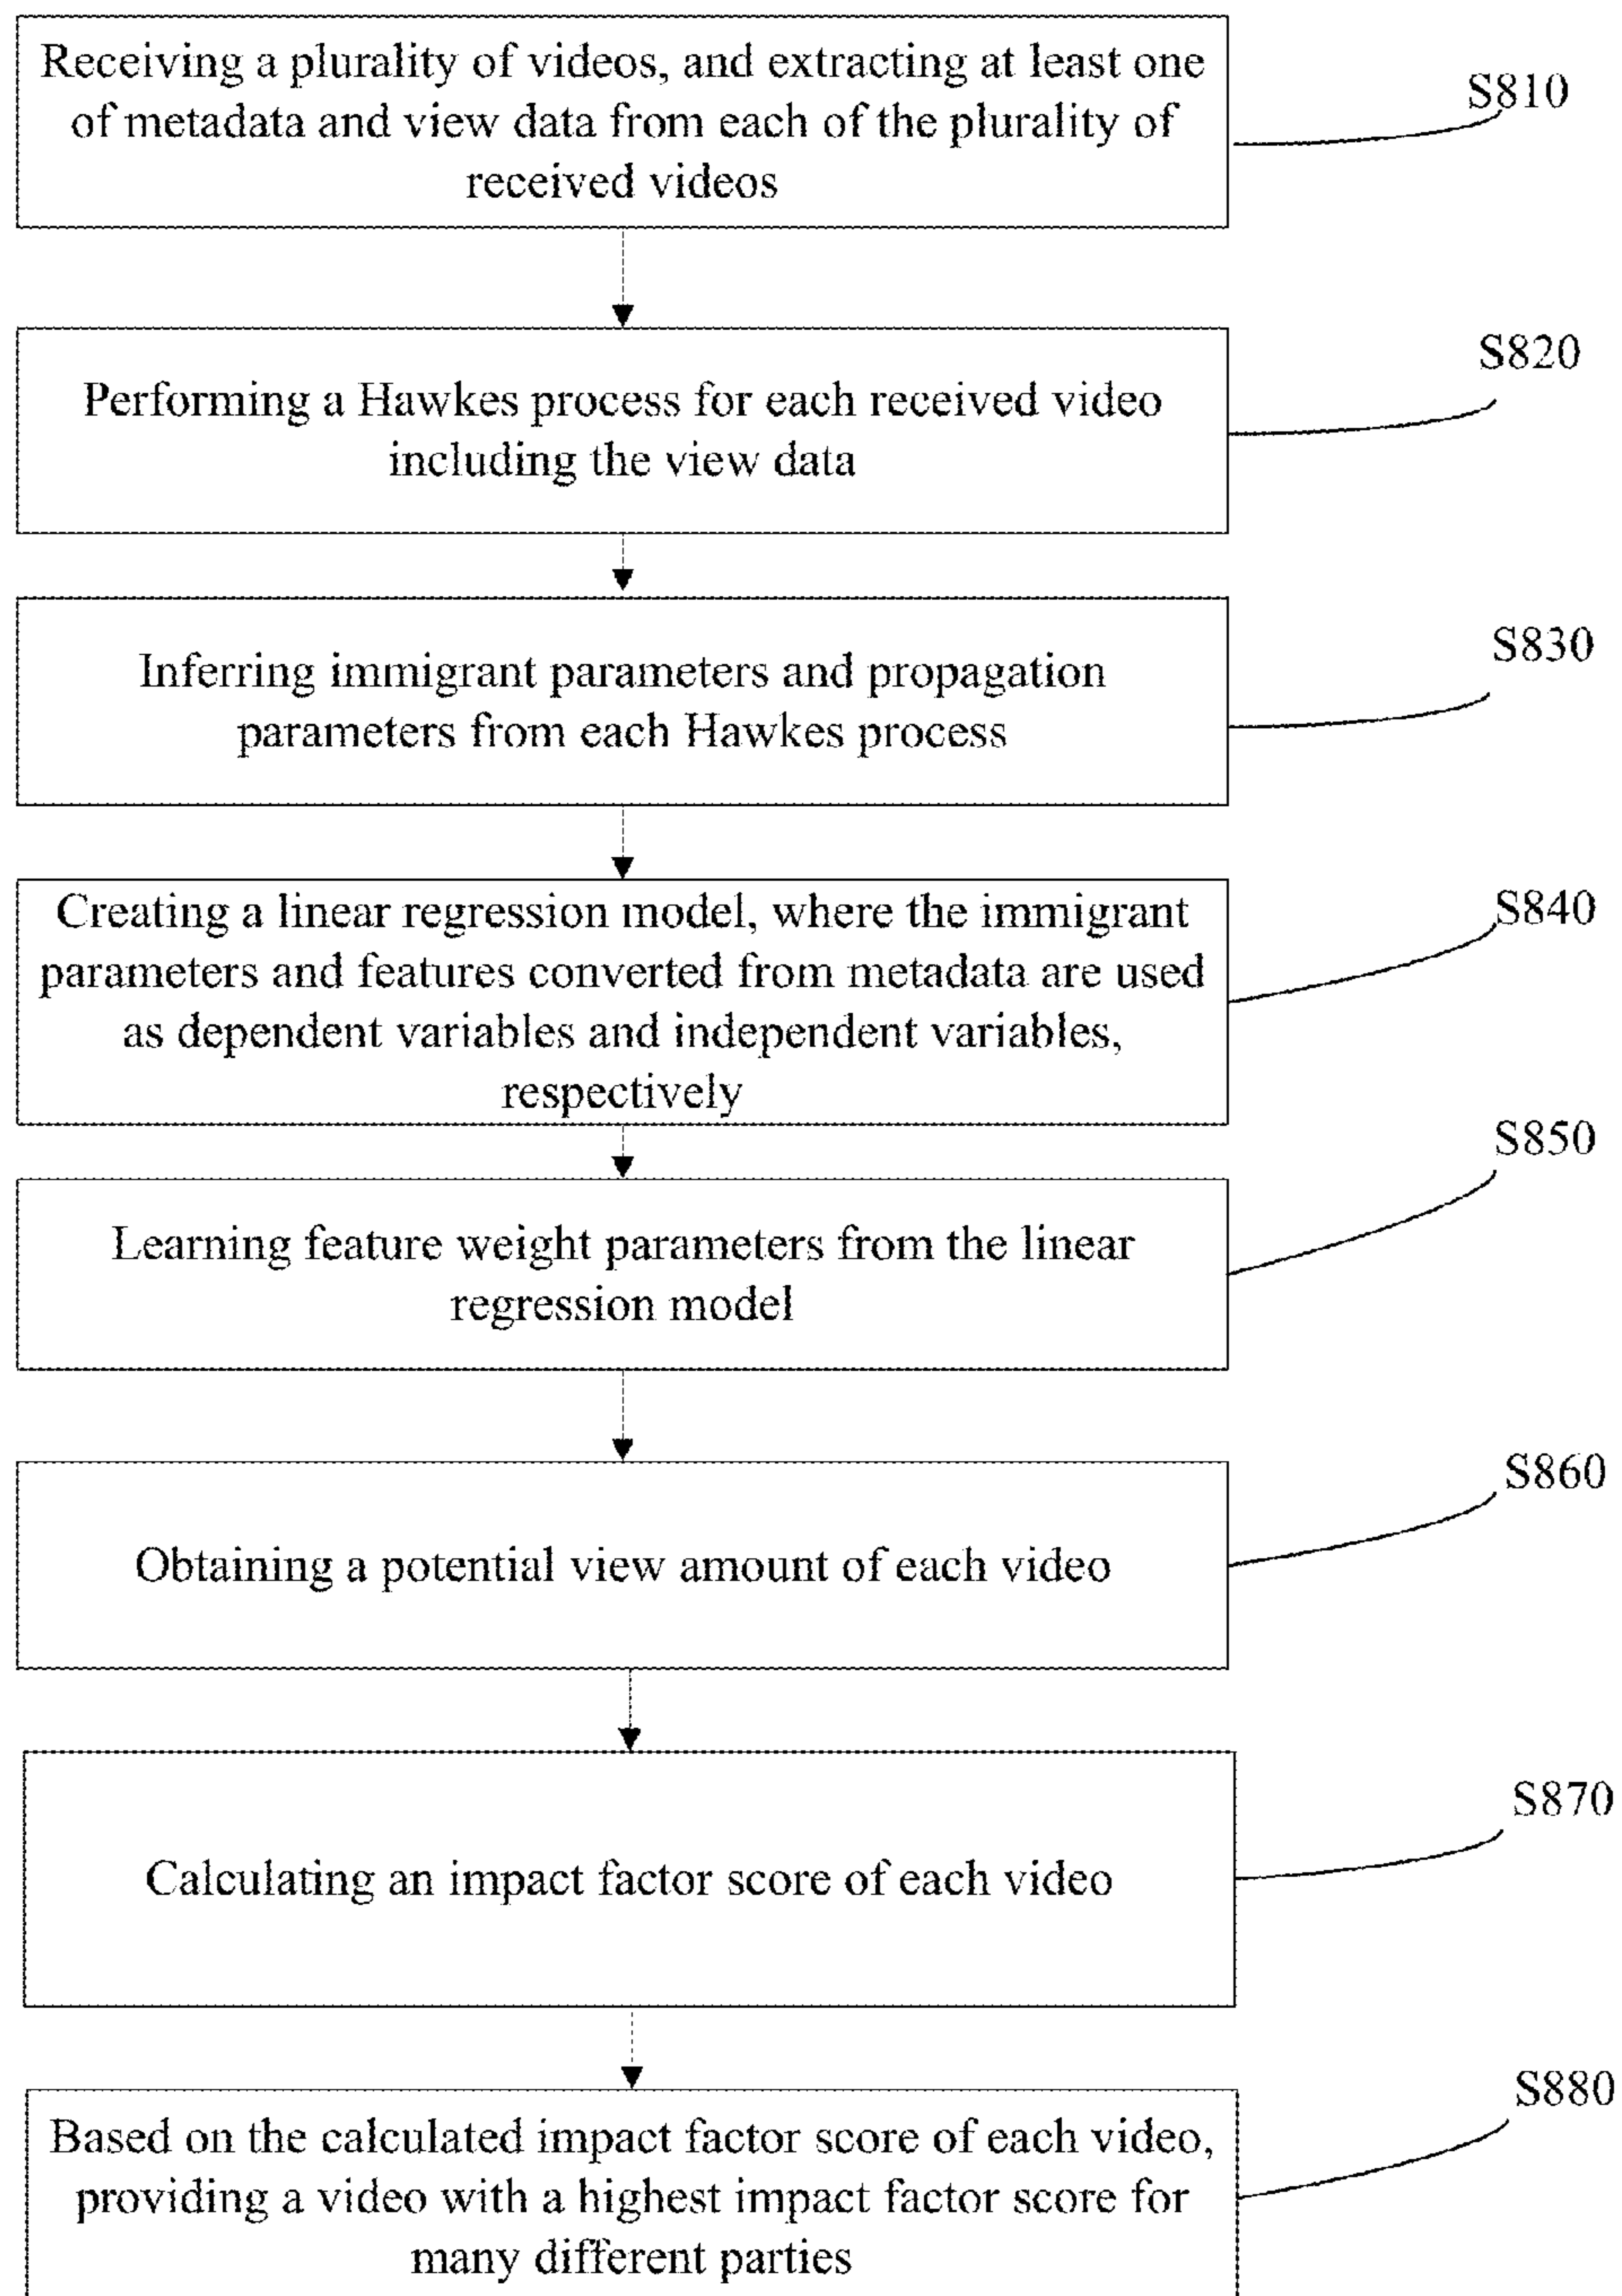 Receiving a plurality of videos, and extracting at least one
of metadata and view data from each of the plurality of
received videos
S810
Performing a Hawkes process for each received video
including the view data
S820
Inferring immigrant parameters and propagation
parameters from each Hawkes process
S830
Creating a linear regression model, where the immigrant
parameters and features converted from metadata are used
as dependent variables and independent variables,
respectively
S840
Learning feature weight parameters from the linear
regression model
S850
Obtaining a potential view amount of each video
S860
Calculating an impact factor score of each video
S870
Based on the calculated impact factor score of each video,
providing a video with a highest impact factor score for
many different parties
S880